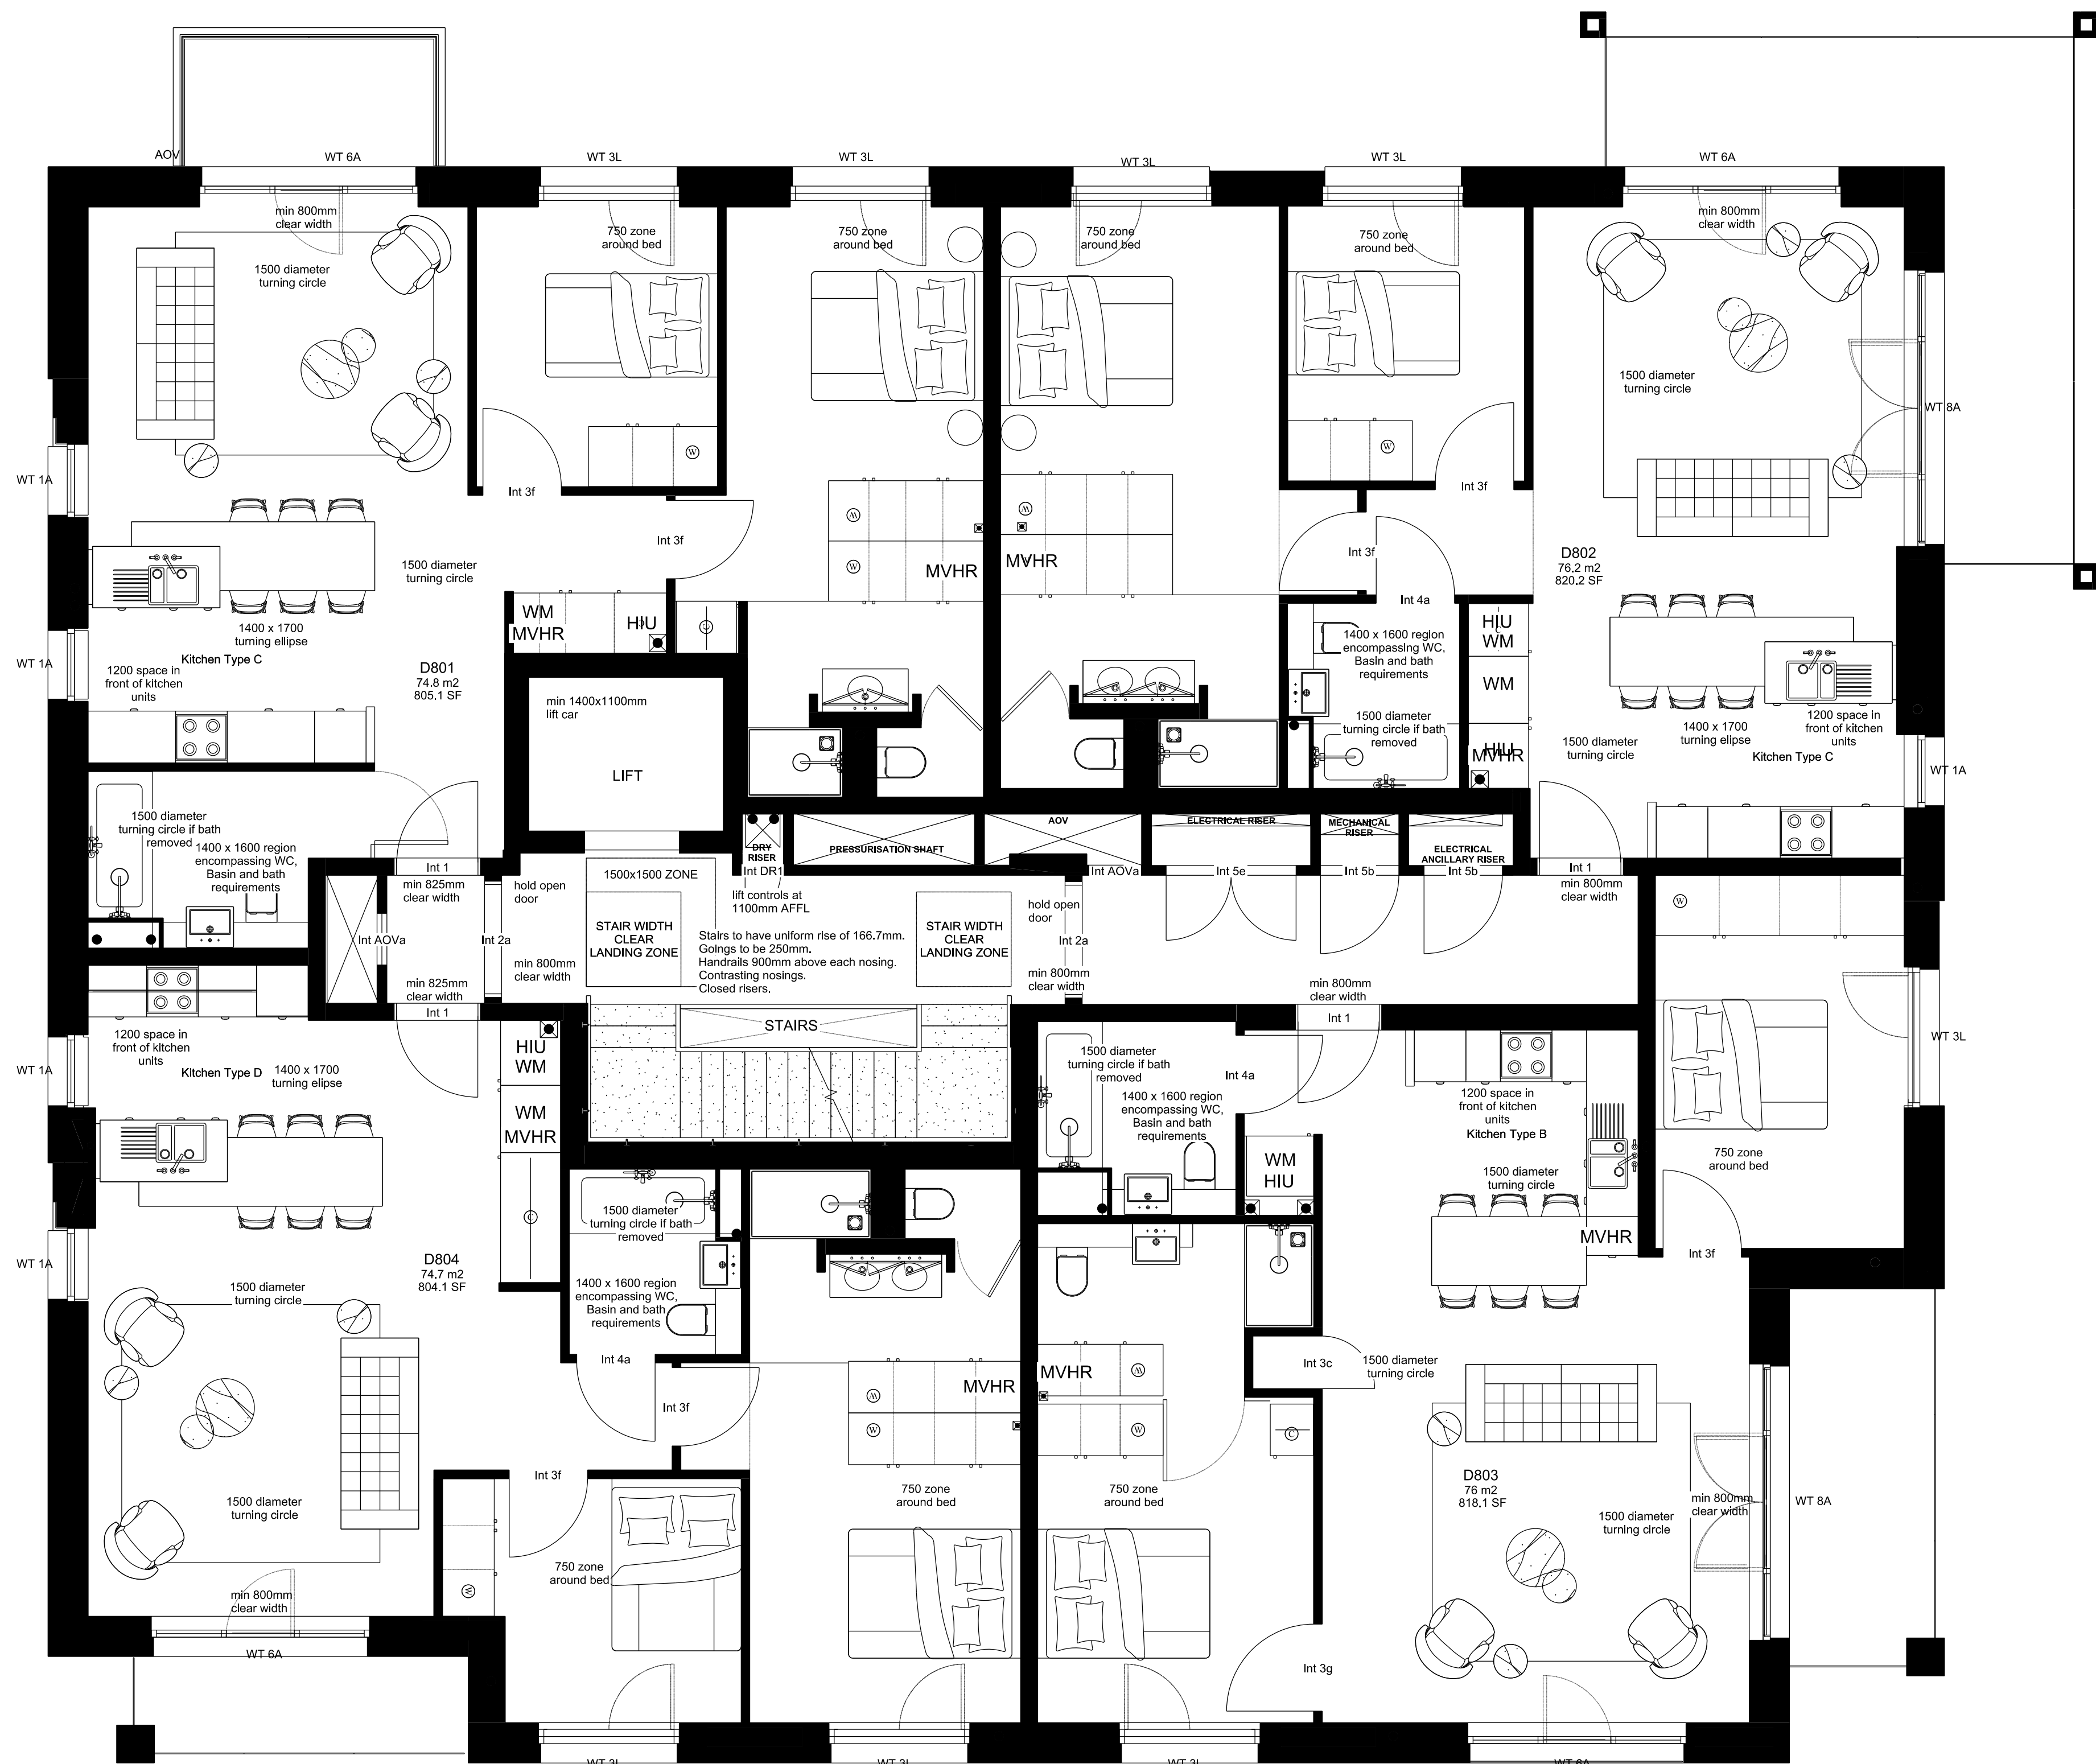 AOV
WT 6A
WT 3L
WT 3L
WT 3L
WT 3L
WT 6A
min 800mm
clear width
1500 diameter
turning circle
750 zone
around bed
750 zone
around bed
750 zone
around bed
750 zone
around bed
min 800mm
clear width
1500 diameter
turning circle
WT 8A
WT 1A
W
W
Int 3f
Int 3f
W
W
W
Int 3f
Int 3f
MVHR
MVHR
1500 diameter
turning circle
D802
76.2 m2
820.2 SF
1400 x 1700
turning ellipse
Kitchen Type C
WT 1A
1200 space in
front of kitchen
units
D801
74.8 m2
805.1 SF
WM
MVHR
HIU
Int 4a
HIU
WM
WM
HIU
MVHR
1400 x 1600 region
encompassing WC,
Basin and bath
requirements
1500 diameter
turning circle if bath
removed
min 1400x1100mm
lift car
LIFT
1500 diameter
turning circle
1400 x 1700
turning elipse
1200 space in
front of kitchen
units
Kitchen Type C
WT 1A
1500 diameter
turning circle if bath
removed
1400 x 1600 region
encompassing WC,
Basin and bath
requirements
Int 1
min 825mm
clear width
hold open
door
1500x1500 ZONE
DRY
RISER
Int DR1
lift controls at
1100mm AFFL
PRESSURISATION SHAFT
AOV
Int AOVa
ELECTRICAL RISER
Int 5e
MECHANICAL
RISER
Int 5b
ELECTRICAL
ANCILLARY RISER
Int 5b
Int 1
min 800mm
clear width
W
Int AOVa
Int 2a
STAIR WIDTH
CLEAR
LANDING ZONE
Stairs to have uniform rise of 166.7mm.
Goings to be 250mm.
Handrails 900mm above each nosing.
Contrasting nosings.
Closed risers.
STAIR WIDTH
CLEAR
LANDING ZONE
hold open
door
Int 2a
min 800mm
clear width
min 800mm
clear width
min 825mm
clear width
Int 1
min 800mm
clear width
Int 1
STAIRS
1200 space in
front of kitchen
units
Kitchen Type D
1400 x 1700
turning elipse
WT 1A
HIU
WM
WM
MVHR
C
1500 diameter
turning circle if bath
removed
Int 4a
1400 x 1600 region
encompassing WC,
Basin and bath
requirements
WM
HIU
1200 space in
front of kitchen
units
Kitchen Type B
1500 diameter
turning circle
MVHR
WT 3L
750 zone
around bed
Int 3f
WT 1A
D804
74.7 m2
804.1 SF
1500 diameter
turning circle
1500 diameter
turning circle if bath
removed
1400 x 1600 region
encompassing WC,
Basin and bath
requirements
Int 4a
Int 3f
MVHR
W
W
MVHR
W
W
Int 3c
1500 diameter
turning circle
C
Int 3f
1500 diameter
turning circle
750 zone
around bed
750 zone
around bed
D803
76 m2
818.1 SF
1500 diameter
turning circle
min 800mm
clear width
WT 8A
750 zone
around bed
W
min 800mm
clear width
WT 6A
Int 3g
WT 3L
WT 3L
WT 3L
WT 6A